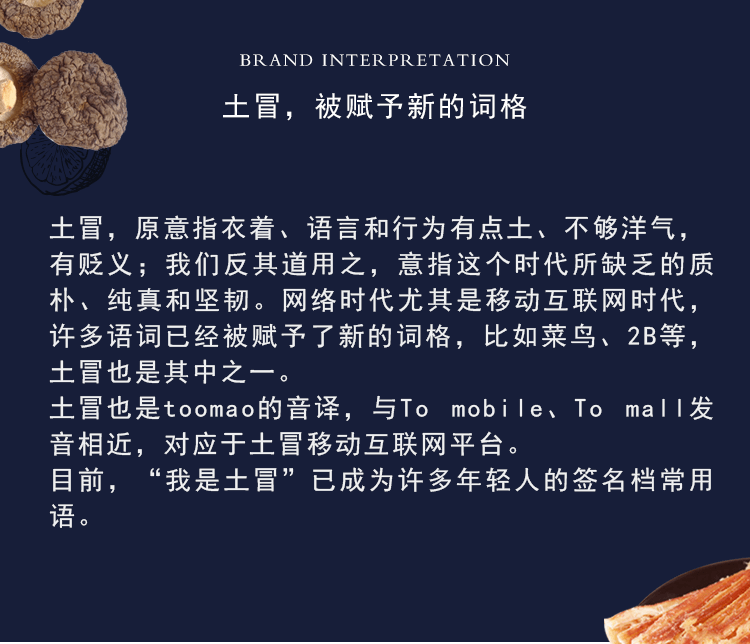 BRAND INTERPRETATION
土冒，被赋予新的词格
土冒，原意指衣着、语言和行为有点土、不够洋气，
有贬义；我们反其道用之，意指这个时代所缺乏的质
朴、纯真和坚韧。网络时代尤其是移动互联网时代，
许多语词已经被赋予了新的词格，比如菜鸟、2B等，
土冒也是其中之一。
土冒也是toomao的音译，与To mobile、To mall发
音相近，对应于土冒移动互联网平台。
目前，“我是土冒”已成为许多年轻人的签名档常用
语。